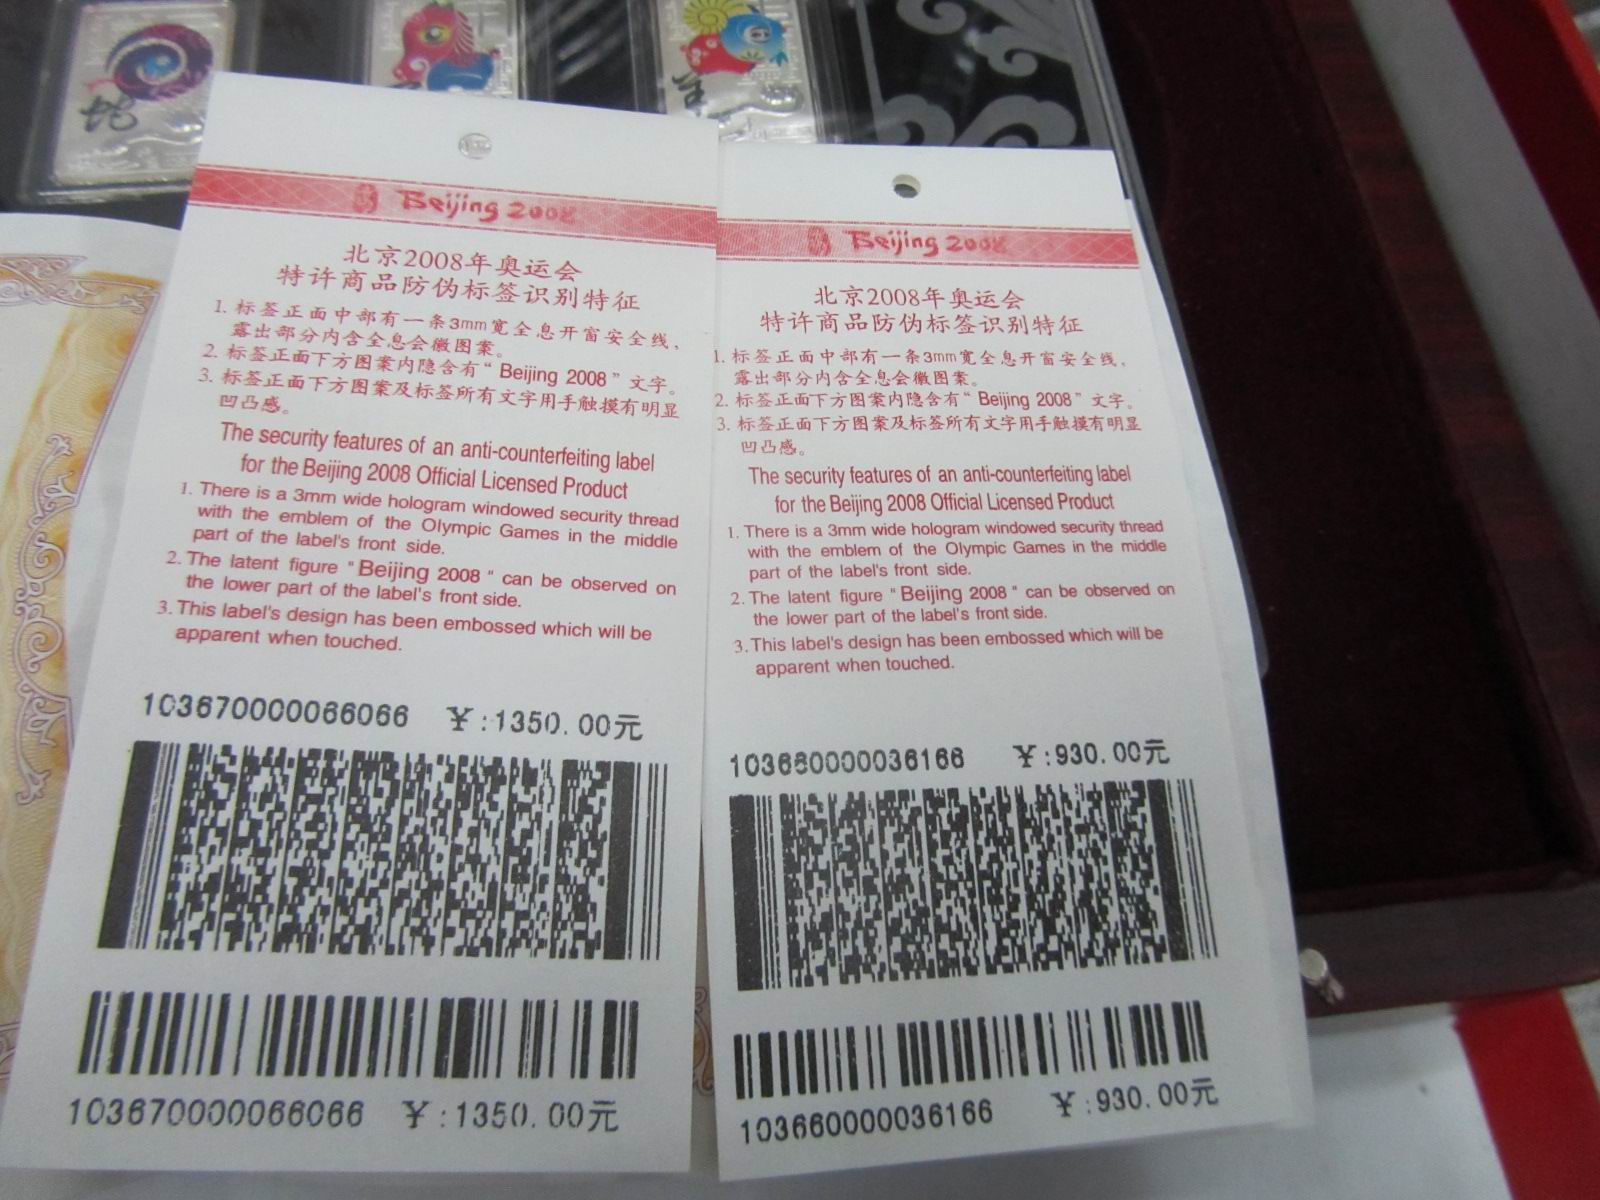 蛇
羊
Beijing 2008
北京2008年奥运会
特许商品防伪标签识别特征
1. 标签正面中部有一条3mm宽全息开窗安全线，
露出部分内含全息会徽图案。
2. 标签正面下方图案内隐含有“Beijing 2008”文字。
3. 标签正面下方图案及标签所有文字用手触摸有明显
凹凸感。
The security features of an anti-counterfeiting label
for the Beijing 2008 Official Licensed Product
1. There is a 3mm wide hologram windowed security thread
with the emblem of the Olympic Games in the middle
part of the label's front side.
2. The latent figure "Beijing 2008" can be observed on
the lower part of the label's front side.
3. This label's design has been embossed which will be
apparent when touched.
103670000066066 ¥:1350.00元
103670000066066 ¥:1350.00元
Beijing 2008
北京2008年奥运会
特许商品防伪标签识别特征
1. 标签正面中部有一条3mm宽全息开窗安全线，
露出部分内含全息会徽图案。
2. 标签正面下方图案内隐含有“Beijing 2008”文字。
3. 标签正面下方图案及标签所有文字用手触摸有明显
凹凸感。
The security features of an anti-counterfeiting label
for the Beijing 2008 Official Licensed Product
1. There is a 3mm wide hologram windowed security thread
with the emblem of the Olympic Games in the middle
part of the label's front side.
2. The latent figure "Beijing 2008" can be observed on
the lower part of the label's front side.
3. This label's design has been embossed which will be
apparent when touched.
103660000036166 ¥:930.00元
103660000036166 ¥:930.00元